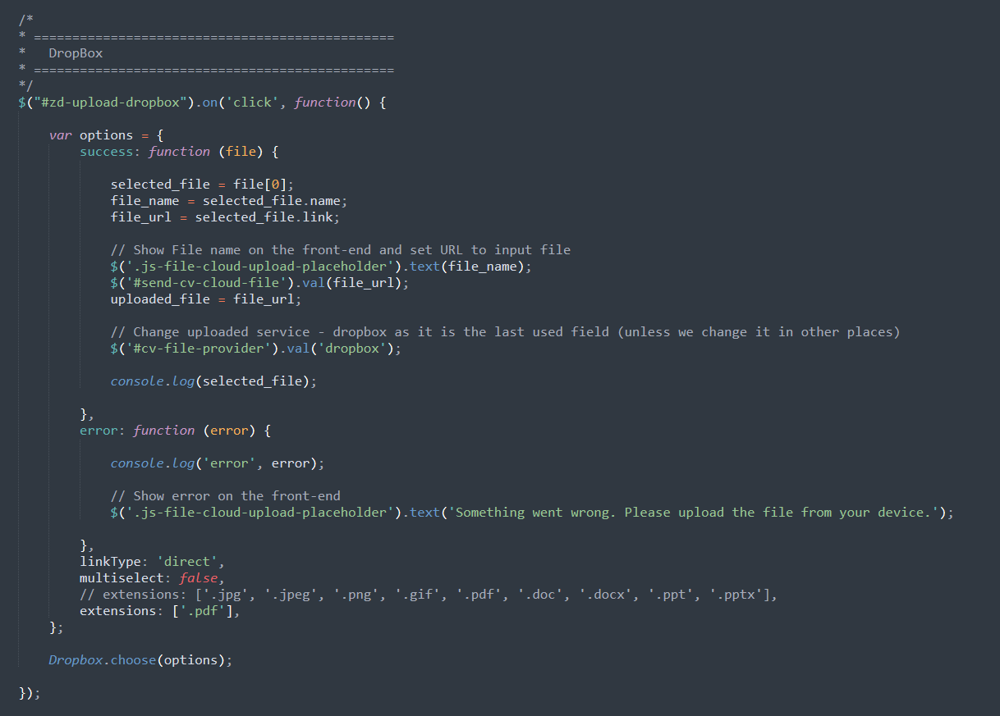 /*
* ===============================================
*   DropBox
* ===============================================
*/
$("#zd-upload-dropbox").on('click', function() {
    var options = {
        success: function (file) {
            selected_file = file[0];
            file_name = selected_file.name;
            file_url = selected_file.link;
            // Show File name on the front-end and set URL to input file
            $('.js-file-cloud-upload-placeholder').text(file_name);
            $('#send-cv-cloud-file').val(file_url);
            uploaded_file = file_url;
            // Change uploaded service - dropbox as it is the last used field (unless we change it in other places)
            $('#cv-file-provider').val('dropbox');
            console.log(selected_file);
        },
        error: function (error) {
            console.log('error', error);
            // Show error on the front-end
            $('.js-file-cloud-upload-placeholder').text('Something went wrong. Please upload the file from your device.');
        },
        linkType: 'direct',
        multiselect: false,
        // extensions: ['.jpg', '.jpeg', '.png', '.gif', '.pdf', '.doc', '.docx', '.ppt', '.pptx'],
        extensions: ['.pdf'],
    };
    Dropbox.choose(options);
});